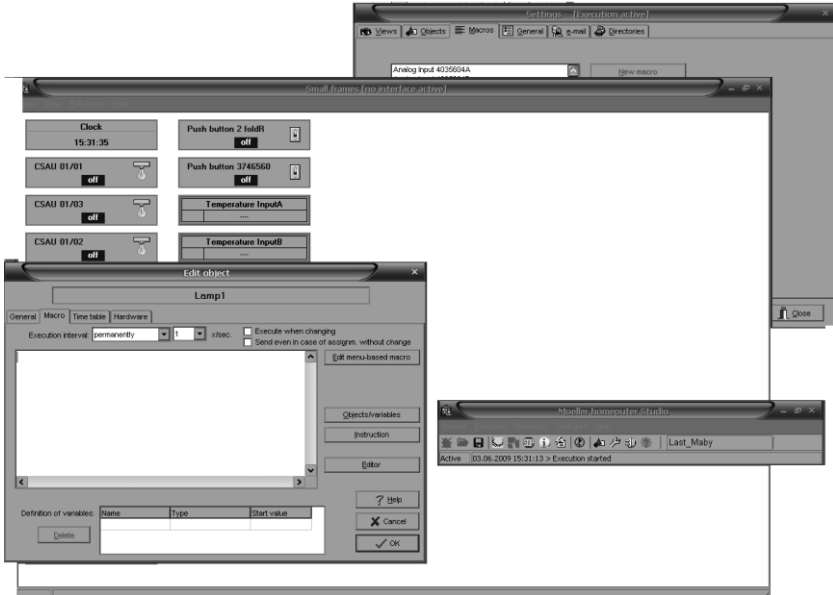 Settings : [Execution active]
Views
Objects
Macros
General
e-mail
Directories
Analog Input 4035604A
New macro
Small frames [no interface active]
Clock
15:31:35
Push button 2 foldR
off
CSAU 01/01
off
Push button 3746560
off
CSAU 01/03
off
Temperature InputA
----
CSAU 01/02
off
Temperature InputB
----
Close
Edit object
Lamp1
General
Macro
Time table
Hardware
Execution interval: permanently 1 x/sec.
Execute when changing
Send even in case of assignm. without change
Edit menu-based macro
Objects/variables
Instruction
Editor
Help
Cancel
OK
Definition of variables:
Name Type Start value
Delete
Moeller homeputer Studio
Last_Maby
Active 03.06.2009 15:31:13 > Execution started